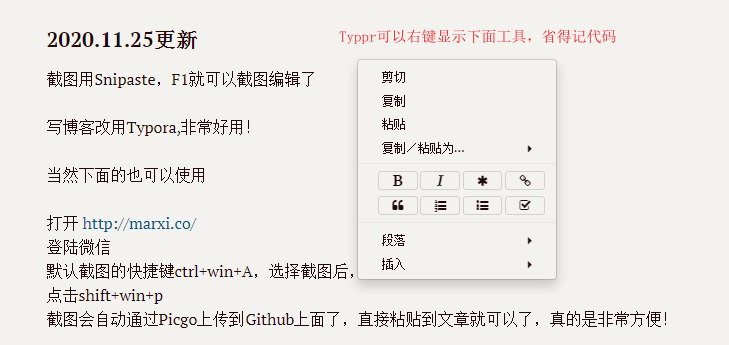 2020.11.25更新
Typpr可以右键显示下面工具，省得记代码
截图用Snipaste，F1就可以截图编辑了
写博客改用Typora,非常好用！
当然下面的也可以使用
打开 http://marxi.co/
登陆微信
默认截图的快捷键ctrl+win+A，选择截图后，
点击shift+win+p
截图会自动通过Picgo上传到Github上面了，直接粘贴到文章就可以了，真的是非常方便！
剪切
复制
粘贴
复制／粘贴为...
B I
段落
插入